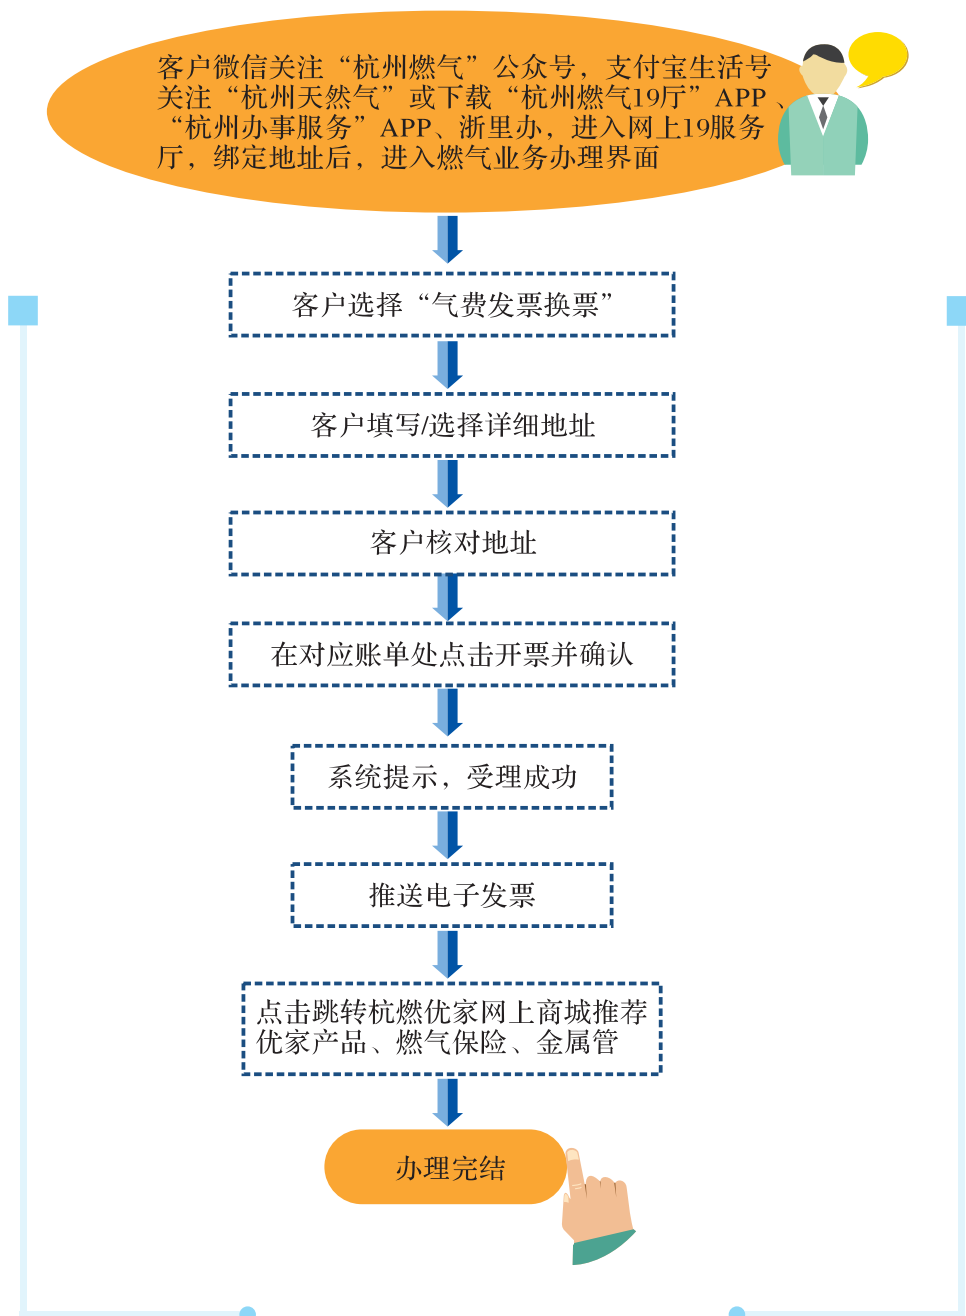 客户微信关注“杭州燃气”公众号，支付宝生活号
关注“杭州天然气”或下载“杭州燃气19厅”APP、
“杭州办事服务”APP、浙里办，进入网上19服务
厅，绑定地址后，进入燃气业务办理界面
客户选择“气费发票换票”
客户填写/选择详细地址
客户核对地址
在对应账单处点击开票并确认
系统提示，受理成功
推送电子发票
点击跳转杭燃优家网上商城推荐
优家产品、燃气保险、金属管
办理完结